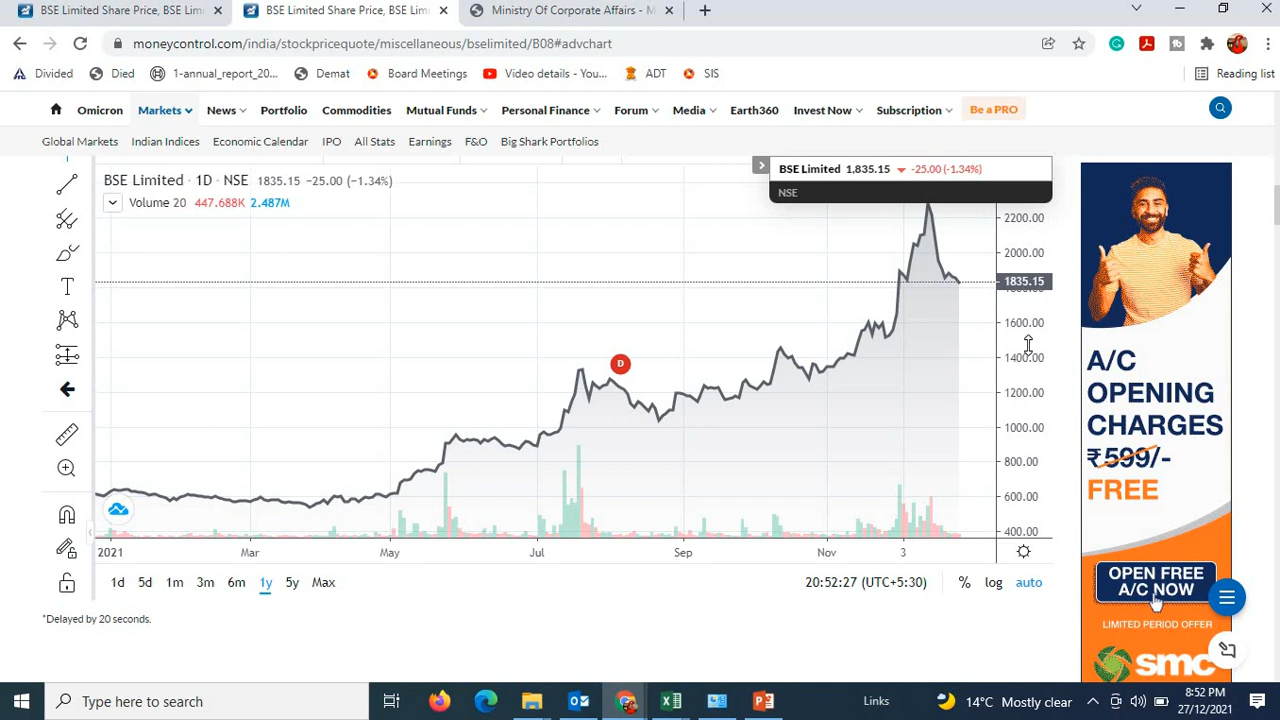 BSE Limited Share Price, BSE Lim
BSE Limited Share Price, BSE Lim
Ministry Of Corporate Affairs - M
moneycontrol.com/india/stockpricequote/miscellaneous/bselimited/B08#advchart
Divided
Died
1-annual_report_20...
Demat
Board Meetings
Video details - You...
ADT
SIS
Reading list
Omicron
Markets
News
Portfolio
Commodities
Mutual Funds
Personal Finance
Forum
Media
Earth360
Invest Now
Subscription
Be a PRO
Global Markets
Indian Indices
Economic Calendar
IPO
All Stats
Earnings
F&O
Big Shark Portfolios
BSE Limited · 1D · NSE 1835.15 −25.00 (−1.34%)
Volume 20 447.688K 2.487M
BSE Limited 1,835.15 -25.00 (-1.34%)
NSE
2200.00
2000.00
1835.15
1600.00
1400.00
1200.00
1000.00
800.00
600.00
400.00
D
2021 Mar May Jul Sep Nov 3
1d 5d 1m 3m 6m 1y 5y Max
20:52:27 (UTC+5:30) % log auto
*Delayed by 20 seconds.
A/C
OPENING
CHARGES
₹599/-
FREE
OPEN FREE
A/C NOW
LIMITED PERIOD OFFER
smc
Type here to search
Links
14°C Mostly clear
8:52 PM
27/12/2021